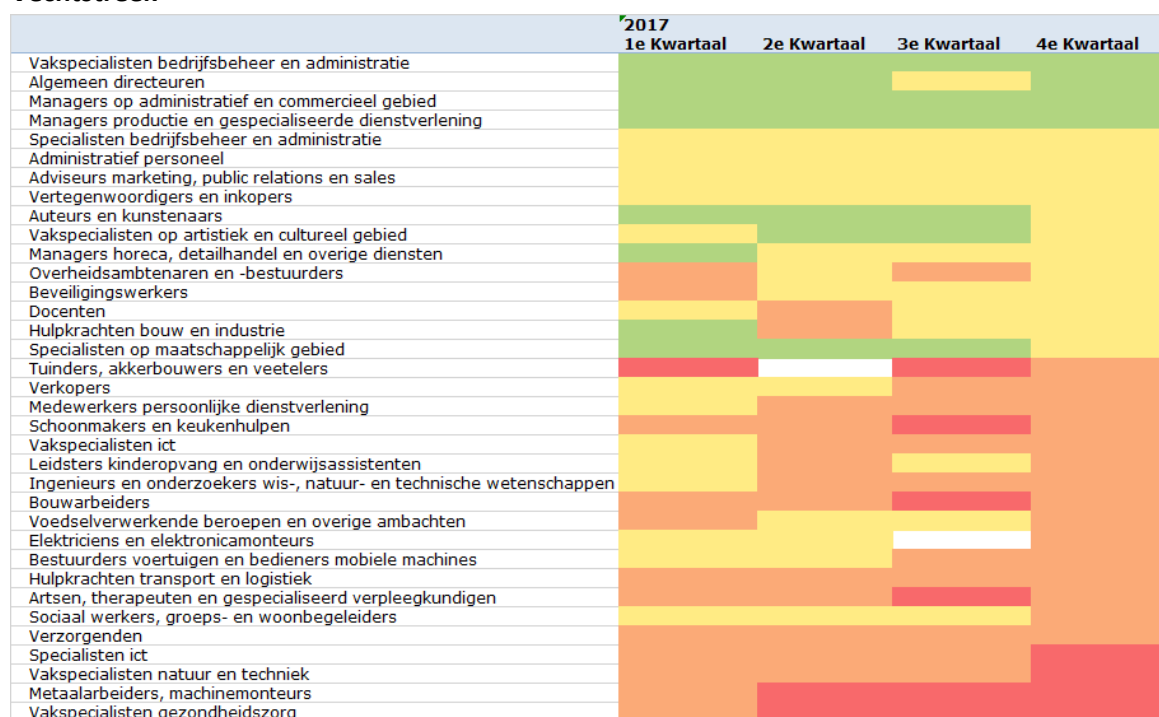 2017
1e Kwartaal 2e Kwartaal 3e Kwartaal 4e Kwartaal
Vakspecialisten bedrijfsbeheer en administratie
Algemeen directeuren
Managers op administratief en commercieel gebied
Managers productie en gespecialiseerde dienstverlening
Specialisten bedrijfsbeheer en administratie
Administratief personeel
Adviseurs marketing, public relations en sales
Vertegenwoordigers en inkopers
Auteurs en kunstenaars
Vakspecialisten op artistiek en cultureel gebied
Managers horeca, detailhandel en overige diensten
Overheidsambtenaren en -bestuurders
Beveiligingswerkers
Docenten
Hulpkrachten bouw en industrie
Specialisten op maatschappelijk gebied
Tuinders, akkerbouwers en veetelers
Verkopers
Medewerkers persoonlijke dienstverlening
Schoonmakers en keukenhulpen
Vakspecialisten ict
Leidsters kinderopvang en onderwijsassistenten
Ingenieurs en onderzoekers wis-, natuur- en technische wetenschappen
Bouwarbeiders
Voedselverwerkende beroepen en overige ambachten
Elektriciens en elektronicamonteurs
Bestuurders voertuigen en bedieners mobiele machines
Hulpkrachten transport en logistiek
Artsen, therapeuten en gespecialiseerd verpleegkundigen
Sociaal werkers, groeps- en woonbegeleiders
Verzorgenden
Specialisten ict
Vakspecialisten natuur en techniek
Metaalarbeiders, machinemonteurs
Vakspecialisten gezondheidszorg